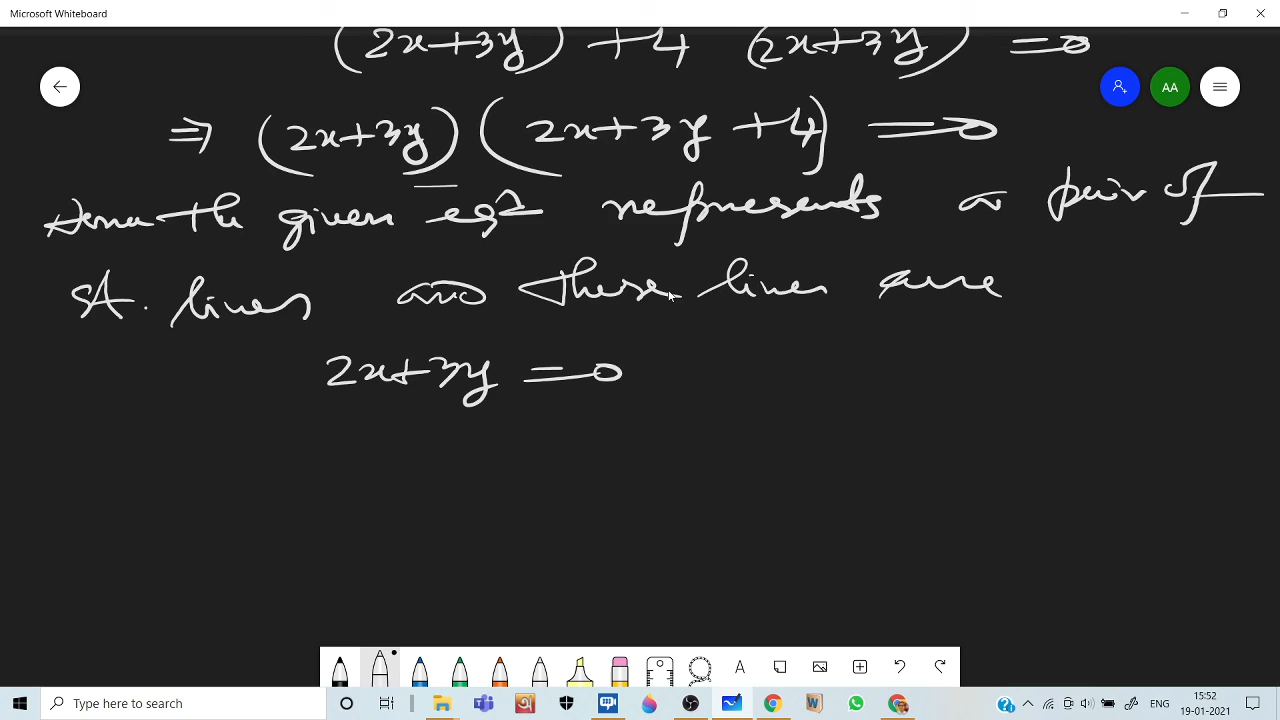 Microsoft Whiteboard
(2x+3y) +4 (2x+3y) =0
⇒ (2x+3y) (2x+3y +4) =0
Hence the given eqn represents a pair of
st. lines and these lines are
2x+3y =0
AA
A
Type here to search
ENG
15:52
19-01-2021